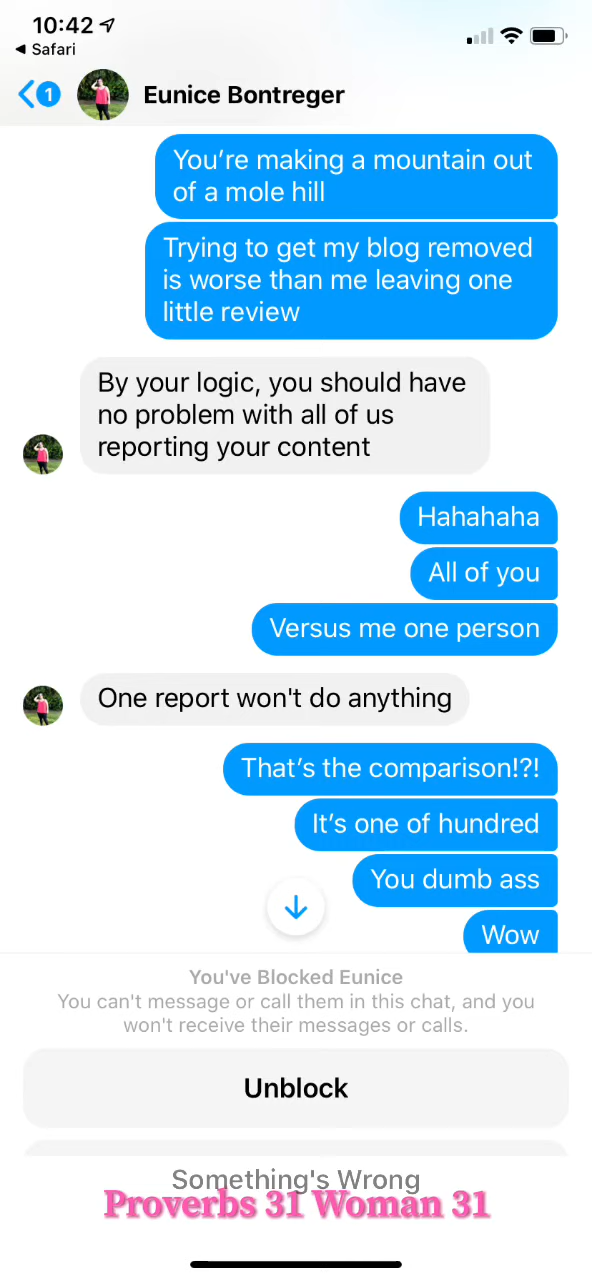 10:42
Safari
1
Eunice Bontreger
You're making a mountain out
of a mole hill
Trying to get my blog removed
is worse than me leaving one
little review
By your logic, you should have
no problem with all of us
reporting your content
Hahahaha
All of you
Versus me one person
One report won't do anything
That's the comparison!?!
It's one of hundred
You dumb ass
Wow
You've Blocked Eunice
You can't message or call them in this chat, and you
won't receive their messages or calls.
Unblock
Something's Wrong
Proverbs 31 Woman 31